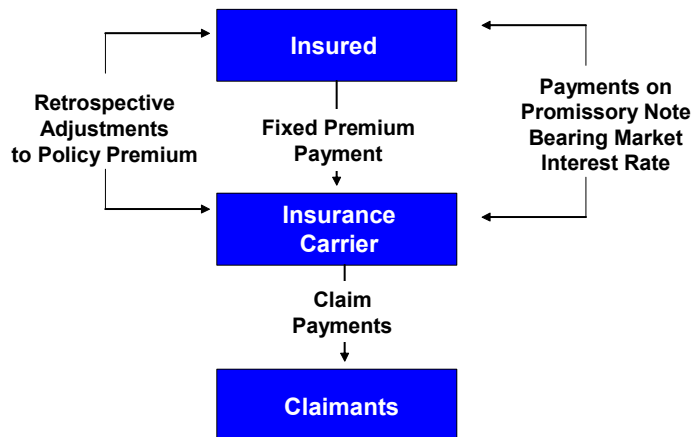 Insured
Retrospective
Adjustments
to Policy Premium
Fixed Premium
Payment
Payments on
Promissory Note
Bearing Market
Interest Rate
Insurance
Carrier
Claim
Payments
Claimants